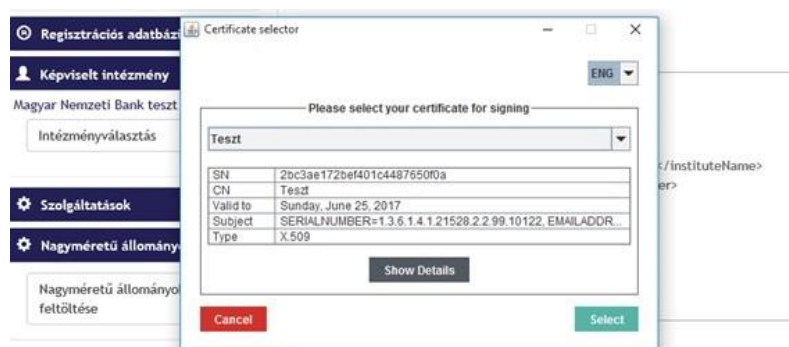 Regisztrációs adatbázi
Képviselt intézmény
Magyar Nemzeti Bank teszt
Intézményválasztás
Szolgáltatások
Nagyméretű állomány
Nagyméretű állományo
feltöltése
Certificate selector
ENG
Please select your certificate for signing
Teszt
SN 2bc3ae172bef401c4487650f0a
CN Teszt
Valid to Sunday, June 25, 2017
Subject SERIALNUMBER=1.3.6.1.4.1.21528.2.2.99.10122, EMAILADDR...
Type X.509
Show Details
Cancel Select
</instituteName>
er>